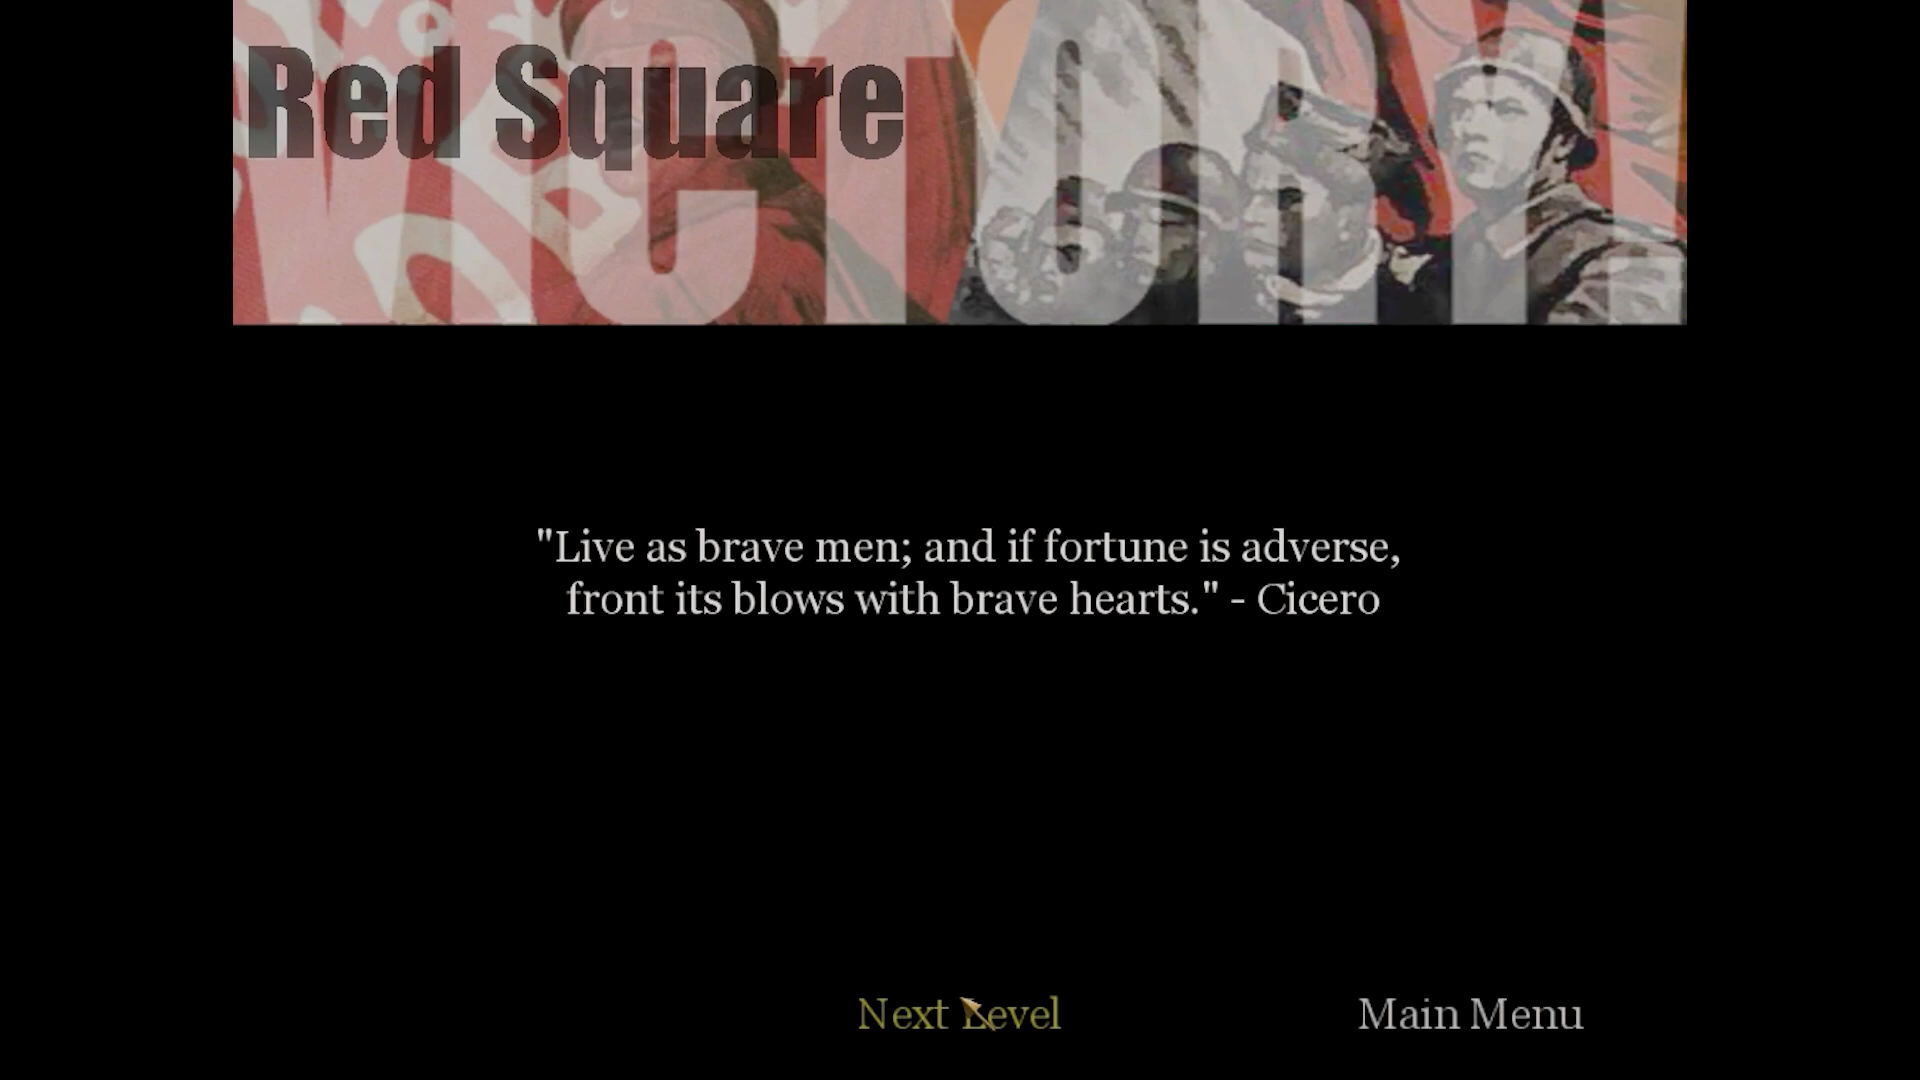 VICTORY!
Red Square
"Live as brave men; and if fortune is adverse,
front its blows with brave hearts." - Cicero
Next Level
Main Menu